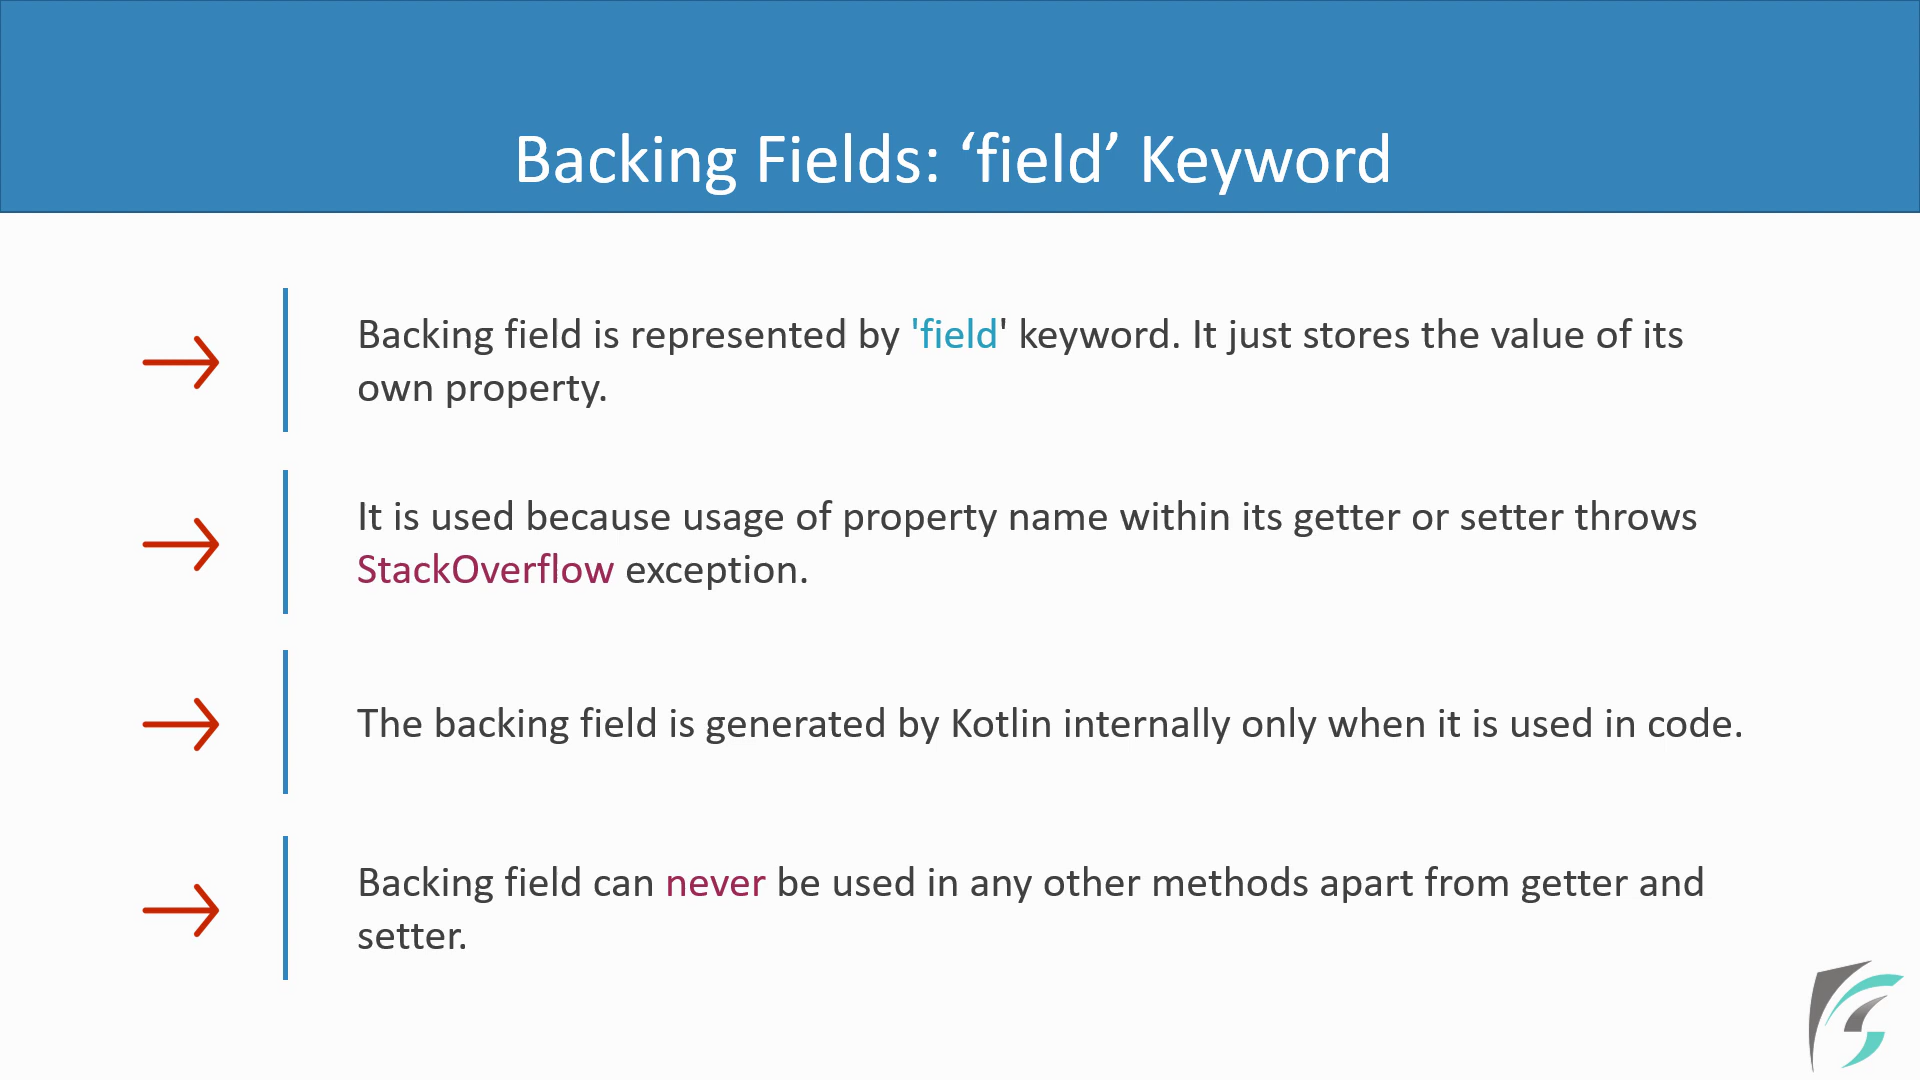 Backing Fields: ‘field’ Keyword
Backing field is represented by 'field' keyword. It just stores the value of its
own property.
It is used because usage of property name within its getter or setter throws
StackOverflow exception.
The backing field is generated by Kotlin internally only when it is used in code.
Backing field can never be used in any other methods apart from getter and
setter.